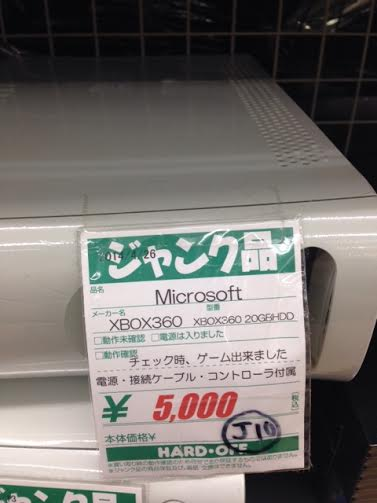 ジャンク品
2014.4.26
品名
Microsoft
メーカー名
型番
XBOX360 XBOX360 20GBHDD
□動作未確認 □電源は入りました
□動作確認
チェック時、ゲーム出来ました
電源・接続ケーブル・コントローラ付属
¥ 5,000 (税込)
本体価格¥
J10
HARD・OFF